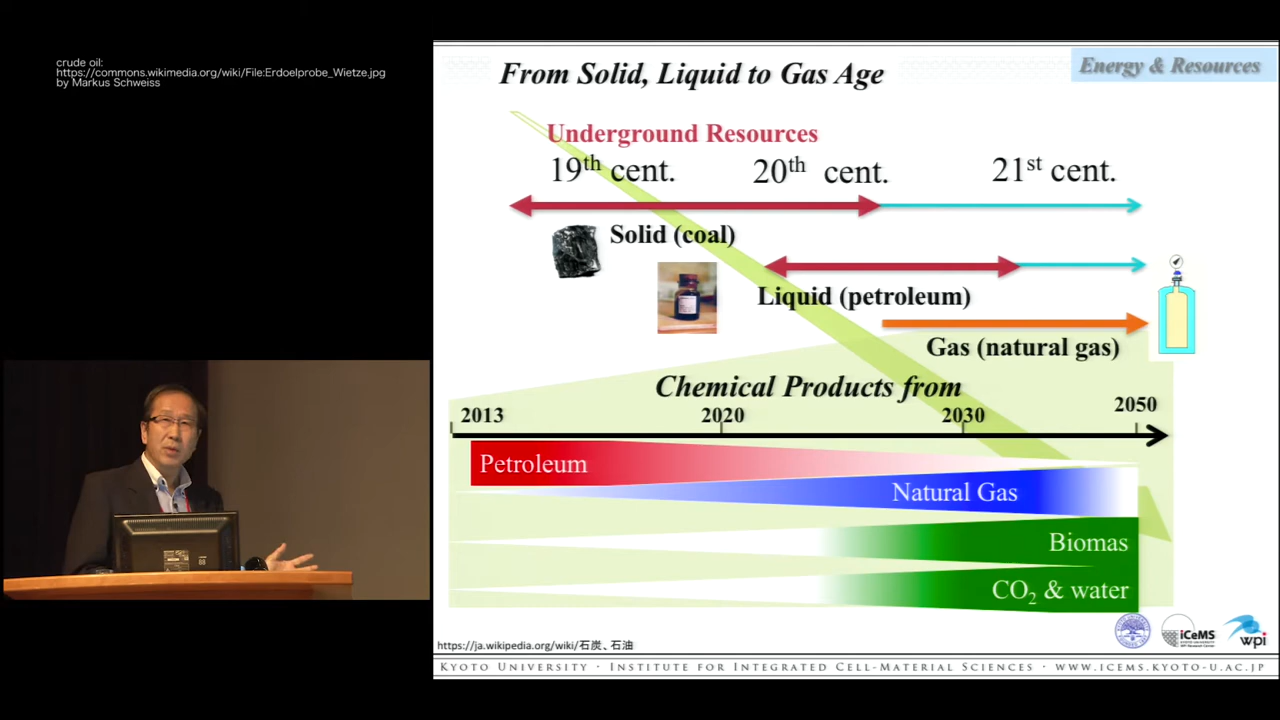 crude oil:
https://commons.wikimedia.org/wiki/File:Erdoelprobe_Wietze.jpg
by Markus Schweiss
From Solid, Liquid to Gas Age
Energy & Resources
Underground Resources
19th cent.
20th cent.
21st cent.
Solid (coal)
Liquid (petroleum)
Gas (natural gas)
Chemical Products from
2013
2020
2030
2050
Petroleum
Natural Gas
Biomas
CO2 & water
https://ja.wikipedia.org/wiki/石炭、石油
iCeMS
wpi
KYOTO UNIVERSITY · INSTITUTE FOR INTEGRATED CELL-MATERIAL SCIENCES · WWW.ICEMS.KYOTO-U.AC.JP